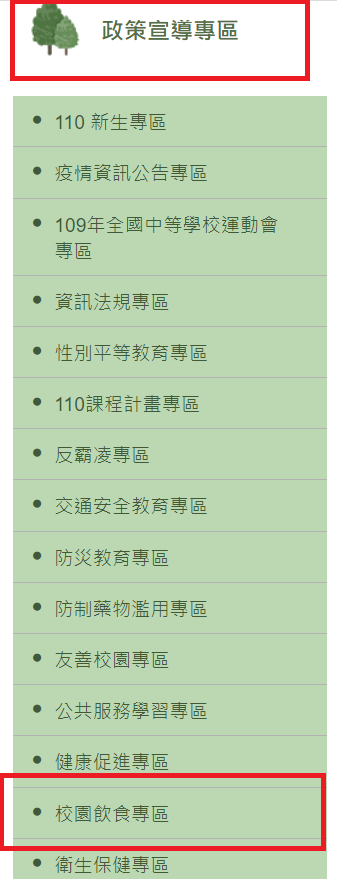 政策宣導專區
110 新生專區
疫情資訊公告專區
109年全國中等學校運動會
專區
資訊法規專區
性別平等教育專區
110課程計畫專區
反霸凌專區
交通安全教育專區
防災教育專區
防制藥物濫用專區
友善校園專區
公共服務學習專區
健康促進專區
校園飲食專區
衛生保健專區